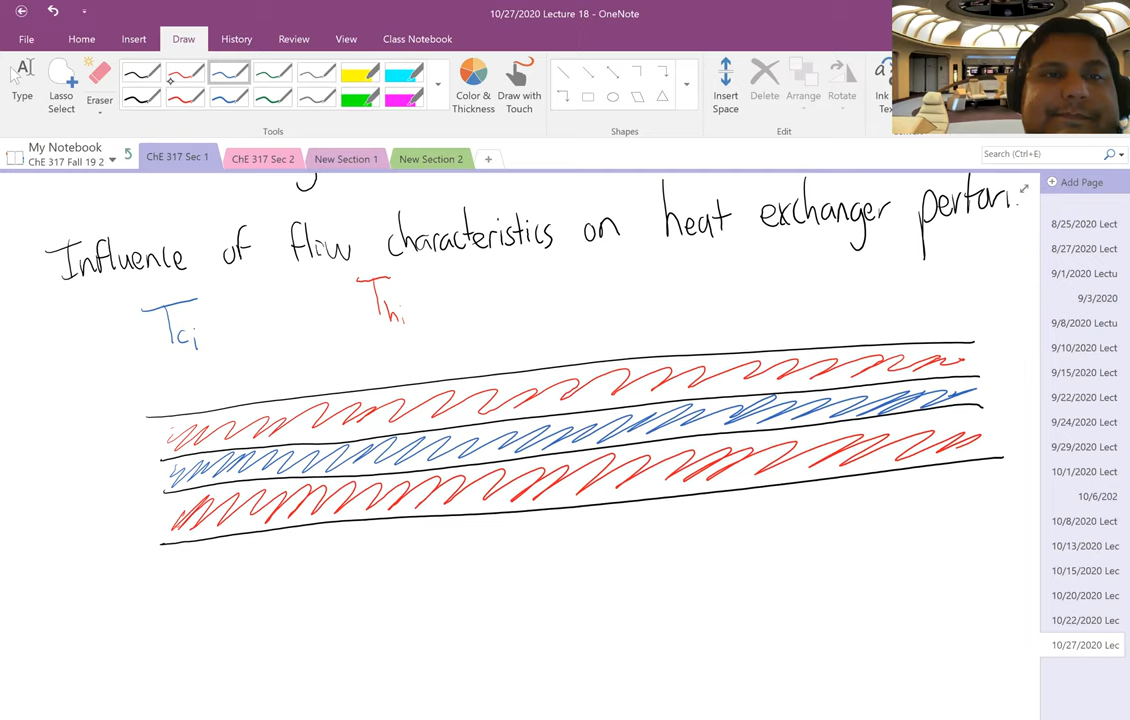 10/27/2020 Lecture 18 - OneNote
File Home Insert Draw History Review View Class Notebook
Type
Lasso Select
Eraser
Color & Thickness
Draw with Touch
Insert Space
Delete
Arrange
Rotate
Ink
Tex
Tools
Shapes
Edit
My Notebook
ChE 317 Fall 19 2
ChE 317 Sec 1
ChE 317 Sec 2
New Section 1
New Section 2
Search (Ctrl+E)
Add Page
8/25/2020 Lect
8/27/2020 Lect
9/1/2020 Lectu
9/3/2020
9/8/2020 Lectu
9/10/2020 Lect
9/15/2020 Lect
9/22/2020 Lect
9/24/2020 Lect
9/29/2020 Lect
10/1/2020 Lect
10/6/202
10/8/2020 Lect
10/13/2020 Lec
10/15/2020 Lec
10/20/2020 Lec
10/22/2020 Lec
10/27/2020 Lec
Influence of flow characteristics on heat exchanger
Tci
Thi